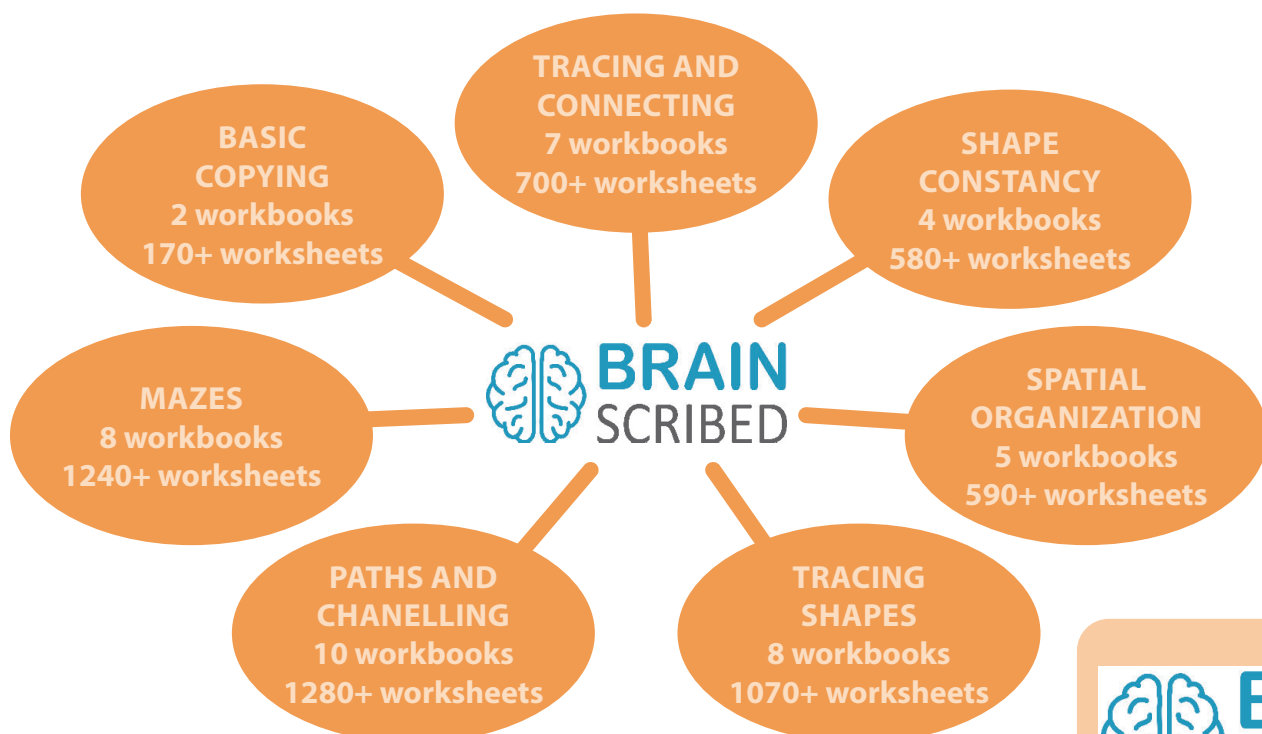 TRACING AND
CONNECTING
7 workbooks
700+ worksheets
BASIC
COPYING
2 workbooks
170+ worksheets
SHAPE
CONSTANCY
4 workbooks
580+ worksheets
BRAIN
SCRIBED
MAZES
8 workbooks
1240+ worksheets
SPATIAL
ORGANIZATION
5 workbooks
590+ worksheets
PATHS AND
CHANELLING
10 workbooks
1280+ worksheets
TRACING
SHAPES
8 workbooks
1070+ worksheets